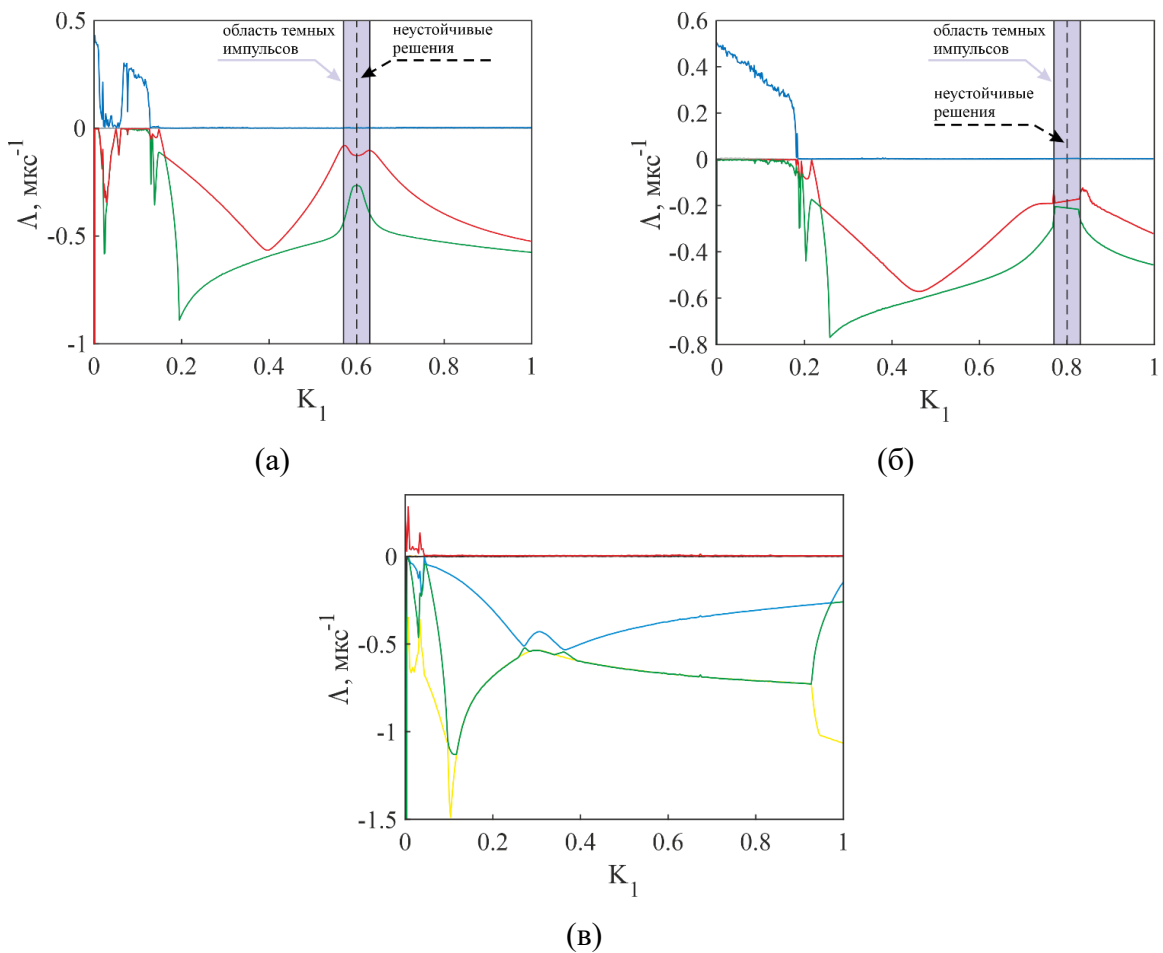 область темных
импульсов
неустойчивые
решения
0.5
0
-0.5
-1
Λ, мкс⁻¹
0 0.2 0.4 0.6 0.8 1
K₁
(а)
область темных
импульсов
неустойчивые
решения
0.6
0.4
0.2
0
-0.2
-0.4
-0.6
-0.8
Λ, мкс⁻¹
0 0.2 0.4 0.6 0.8 1
K₁
(б)
0
-0.5
-1
-1.5
Λ, мкс⁻¹
0 0.2 0.4 0.6 0.8 1
K₁
(в)